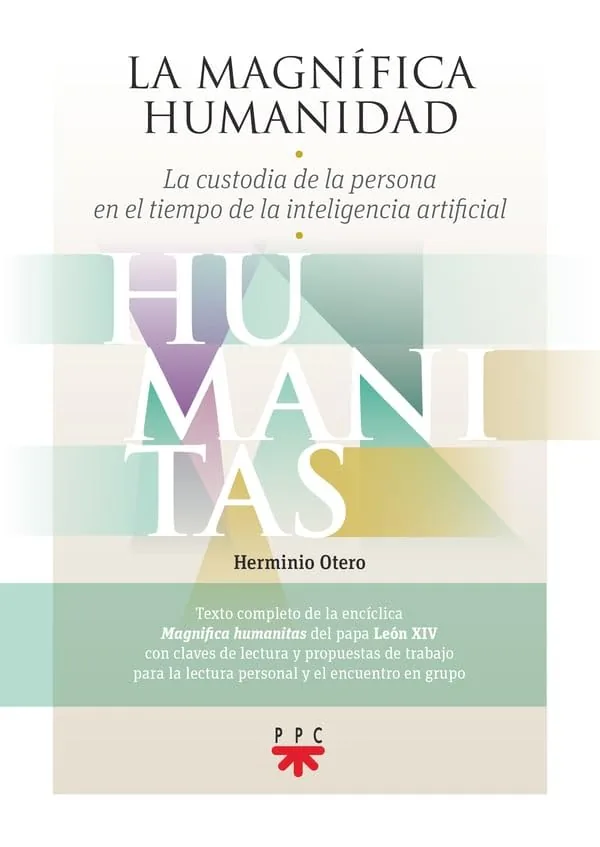 LA MAGNÍFICA
HUMANIDAD
La custodia de la persona
en el tiempo de la inteligencia artificial
HU
MANI
TAS
Herminio Otero
Texto completo de la encíclica
Magnifica humanitas del papa León XIV
con claves de lectura y propuestas de trabajo
para la lectura personal y el encuentro en grupo
PPC